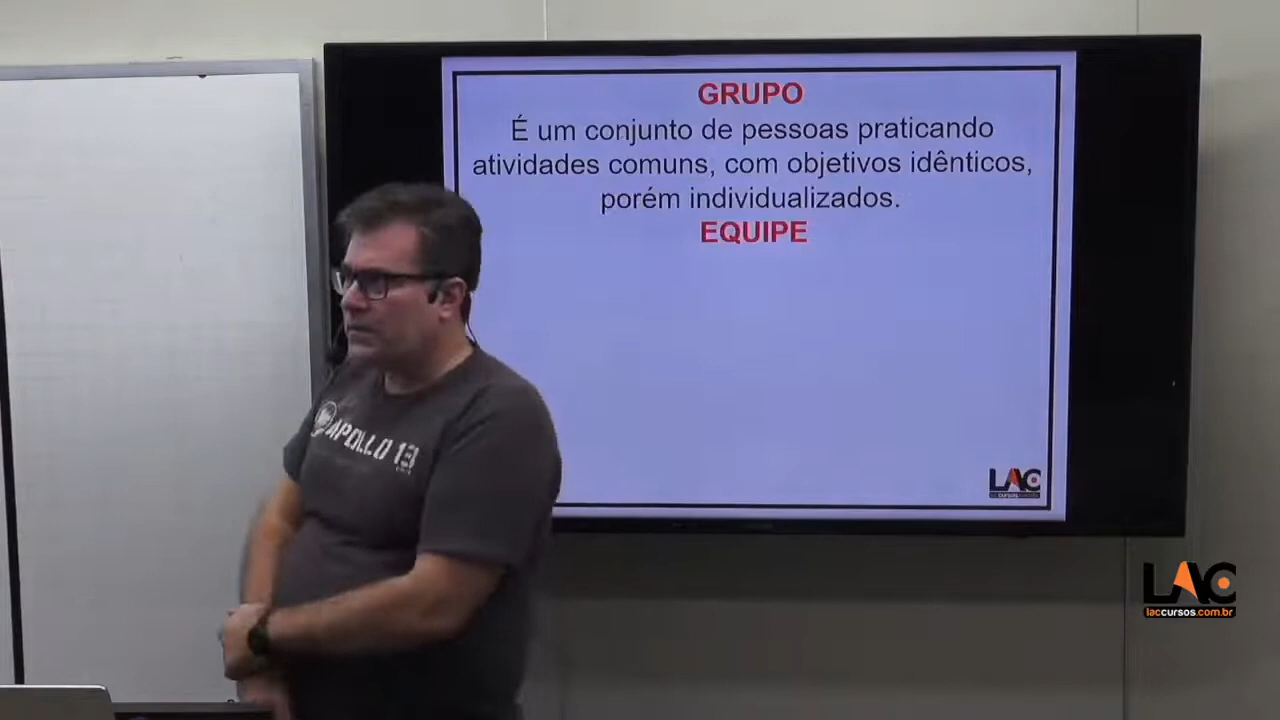 GRUPO
É um conjunto de pessoas praticando
atividades comuns, com objetivos idênticos,
porém individualizados.
EQUIPE
APOLLO 13
LAC
LAC
laccursos.com.br